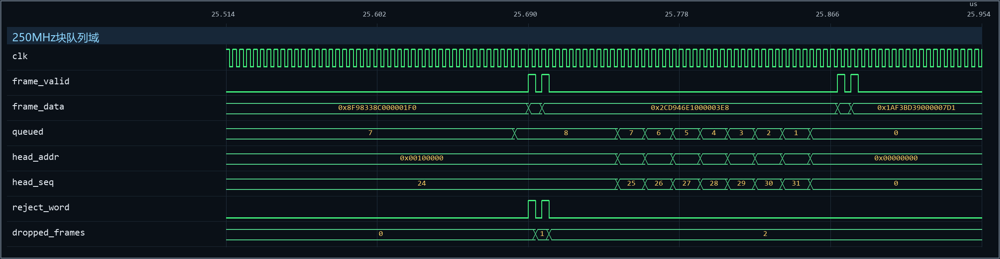 us
25.514 25.602 25.690 25.778 25.866 25.954
250MHz块队列域
clk
frame_valid
frame_data 0x8F98338C000001F0 0x2CD946E1000003E8 0x1AF3BD39000007D1
queued 7 8 7 6 5 4 3 2 1 0
head_addr 0x00100000 0x00000000
head_seq 24 25 26 27 28 29 30 31 0
reject_word
dropped_frames 0 1 2